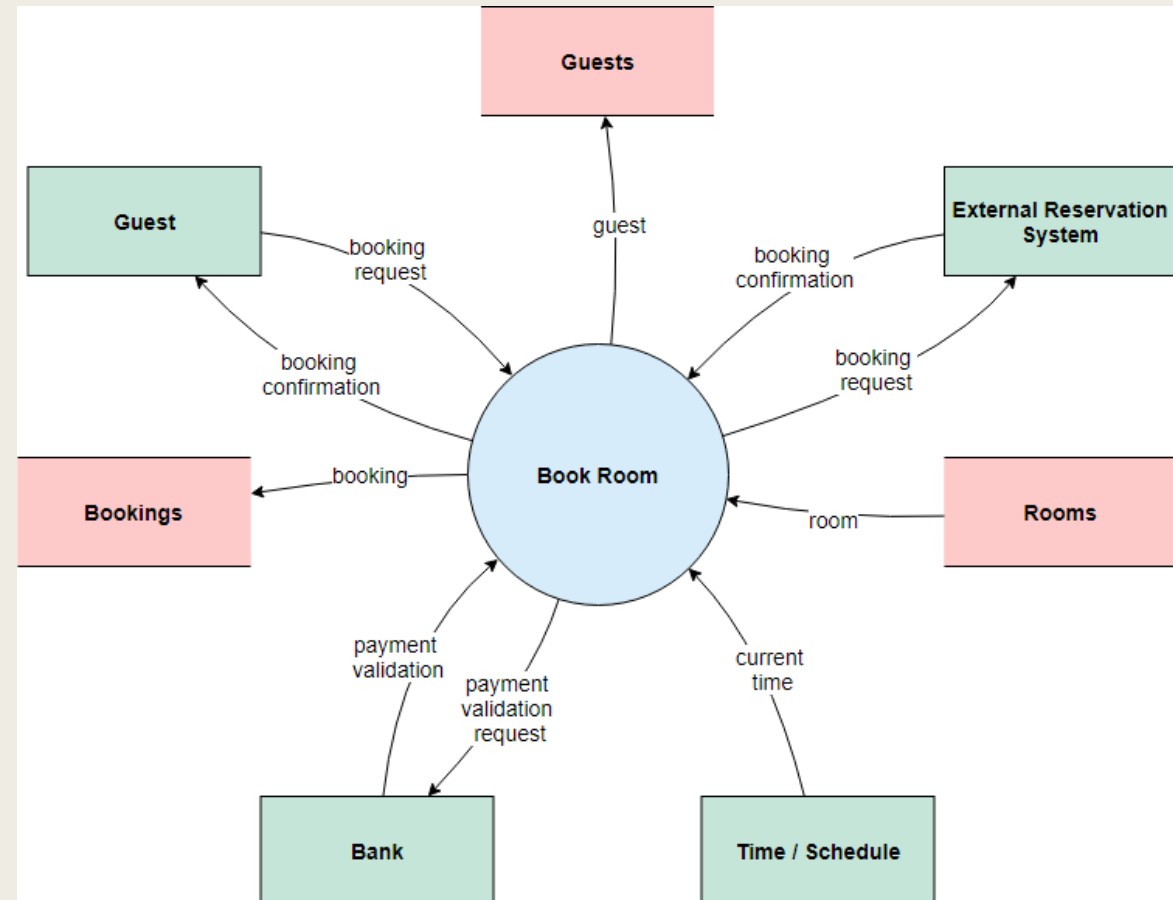 Guests
Guest
External Reservation
System
guest
booking
request
booking
confirmation
booking
confirmation
booking
request
booking
Book Room
Bookings
room
Rooms
payment
validation
payment
validation
request
current
time
Bank
Time / Schedule